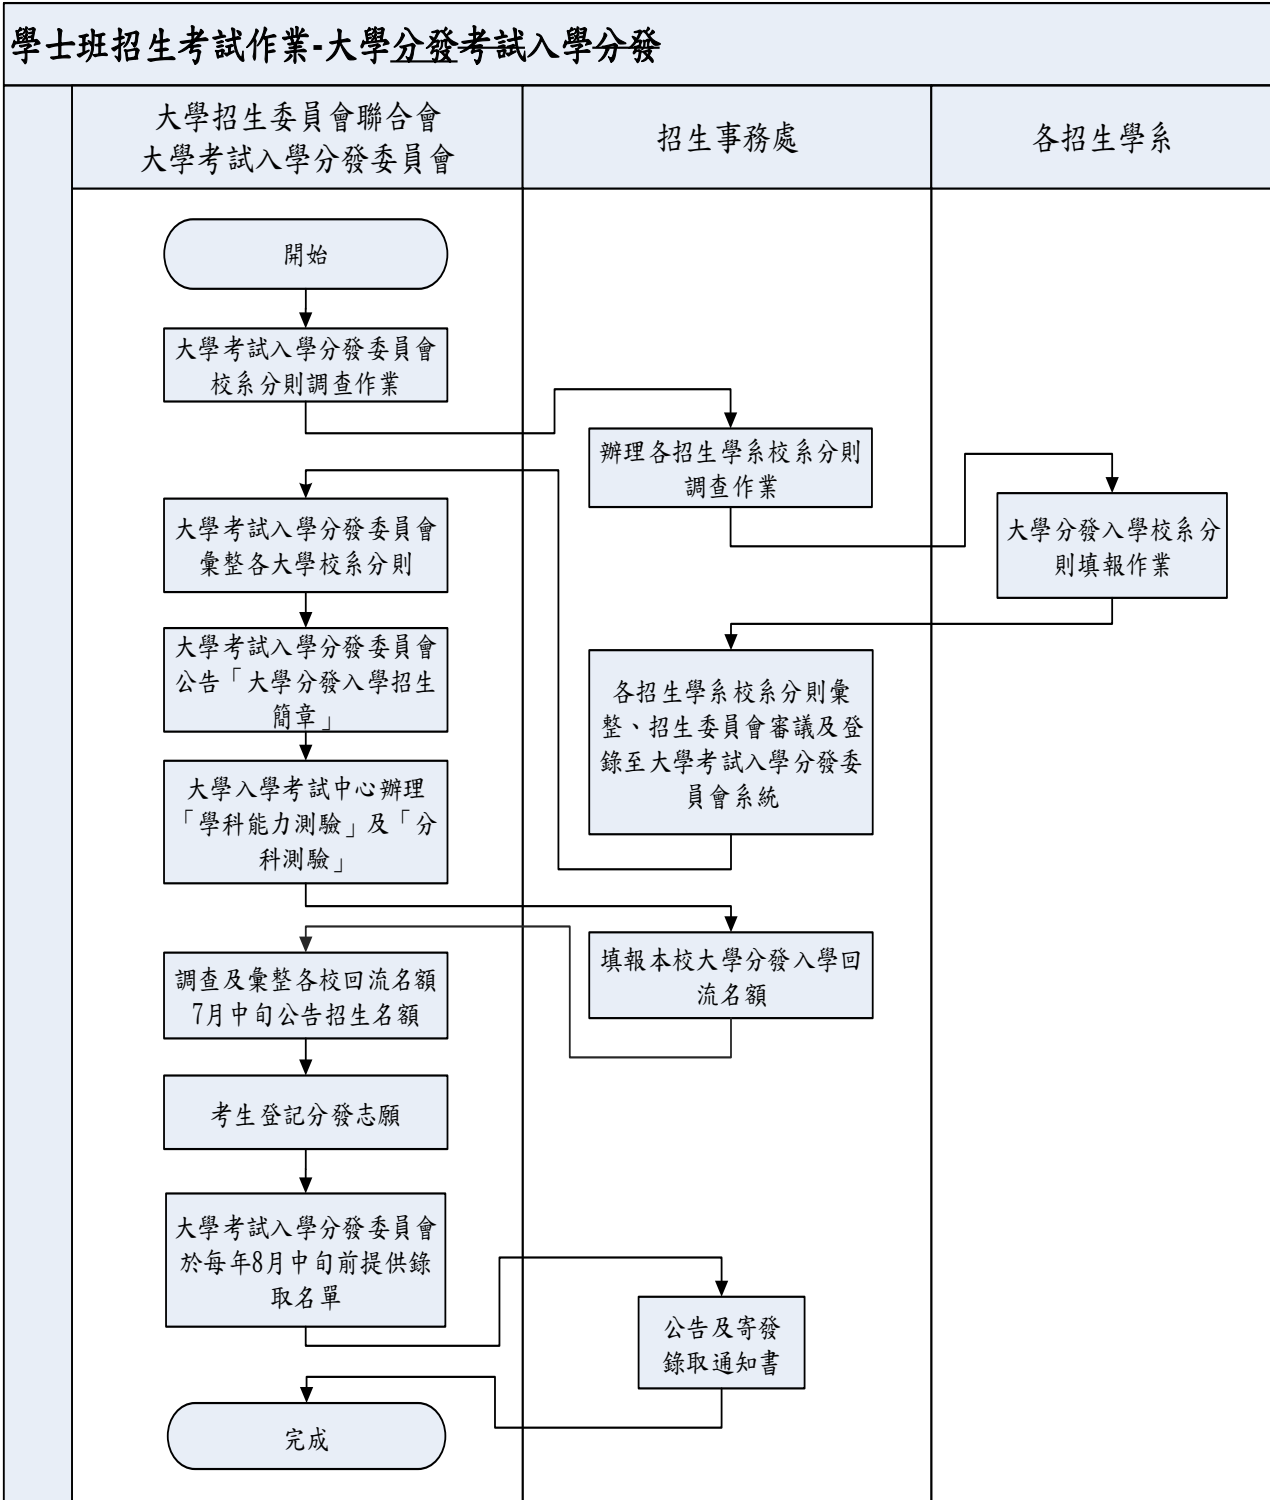 學士班招生考試作業-大學分發考試入學分發
大學招生委員會聯合會
大學考試入學分發委員會
招生事務處
各招生學系
開始
大學考試入學分發委員會
校系分則調查作業
辦理各招生學系校系分則
調查作業
大學分發入學校系分
則填報作業
大學考試入學分發委員會
彙整各大學校系分則
大學考試入學分發委員會
公告「大學分發入學招生
簡章」
各招生學系校系分則彙
整、招生委員會審議及登
錄至大學考試入學分發委
員會系統
大學入學考試中心辦理
「學科能力測驗」及「分
科測驗」
填報本校大學分發入學回
流名額
調查及彙整各校回流名額
7月中旬公告招生名額
考生登記分發志願
大學考試入學分發委員會
於每年8月中旬前提供錄
取名單
公告及寄發
錄取通知書
完成